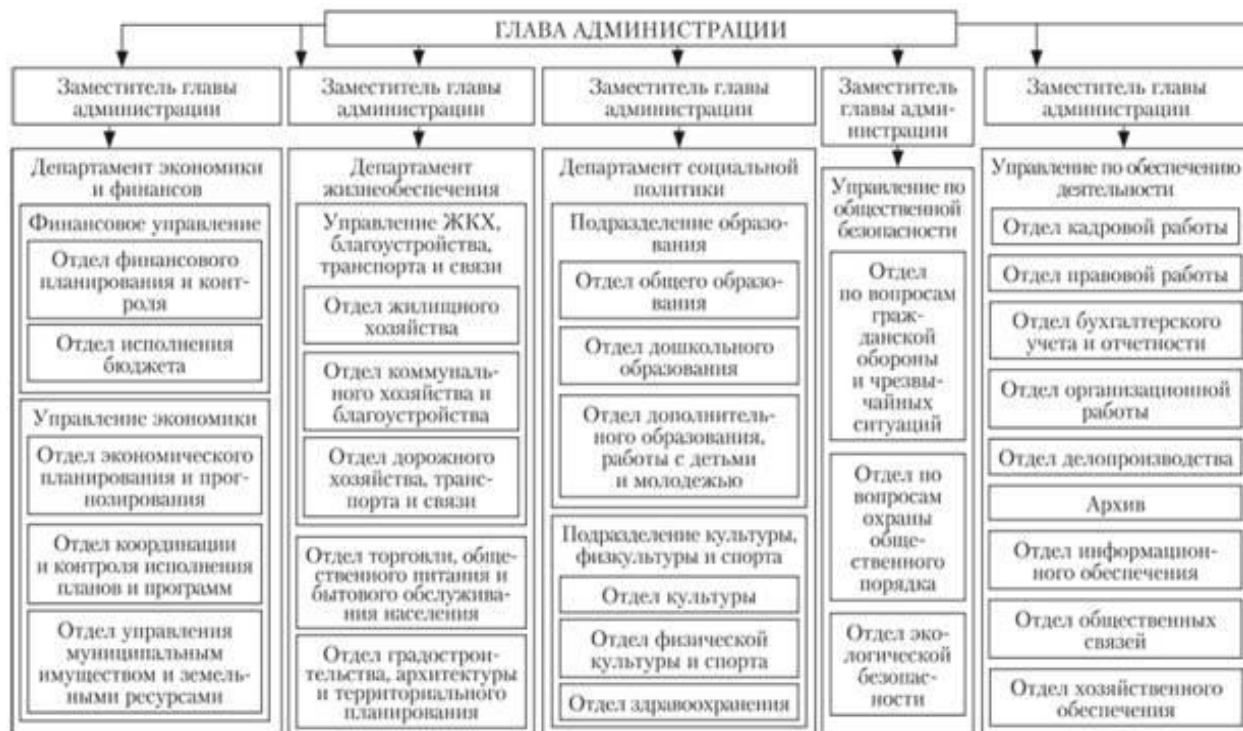 ГЛАВА АДМИНИСТРАЦИИ
Заместитель главы
администрации
Департамент экономики
и финансов
Финансовое управление
Отдел финансового
планирования и конт-
роля
Отдел исполнения
бюджета
Управление экономики
Отдел экономического
планирования и прог-
нозирования
Отдел координации
и контроля исполнения
планов и программ
Отдел управления
муниципальным
имуществом и земель-
ными ресурсами
Заместитель главы
администрации
Департамент
жизнеобеспечения
Управление ЖКХ,
благоустройства,
транспорта и связи
Отдел жилищного
хозяйства
Отдел коммуналь-
ного хозяйства и
благоустройства
Отдел дорожного
хозяйства, транс-
порта и связи
Отдел торговли, общ-
ественного питания и
бытового обслужива-
ния населения
Отдел градострои-
тельства, архитектуры
и территориального
планирования
Заместитель главы
администрации
Департамент социальной
политики
Подразделение образо-
вания
Отдел общего образо-
вания
Отдел дошкольного
образования
Отдел дополнитель-
ного образования,
работы с детьми
и молодежью
Подразделение культуры,
физкультуры и спорта
Отдел культуры
Отдел физической
культуры и спорта
Отдел здравоохранения
Заместитель
главы адми-
нистрации
Управление по
общественной
безопасности
Отдел
по вопросам
граж-
данской
обороны
и чрезвы-
чайных
ситуаций
Отдел по
вопросам
охраны
обще-
ственного
порядка
Отдел эко-
логической
безопас-
ности
Заместитель главы
администрации
Управление по обеспечению
деятельности
Отдел кадровой работы
Отдел правовой работы
Отдел бухгалтерского
учета и отчетности
Отдел организационной
работы
Отдел делопроизводства
Архив
Отдел информацион-
ного обеспечения
Отдел общественных
связей
Отдел хозяйственного
обеспечения